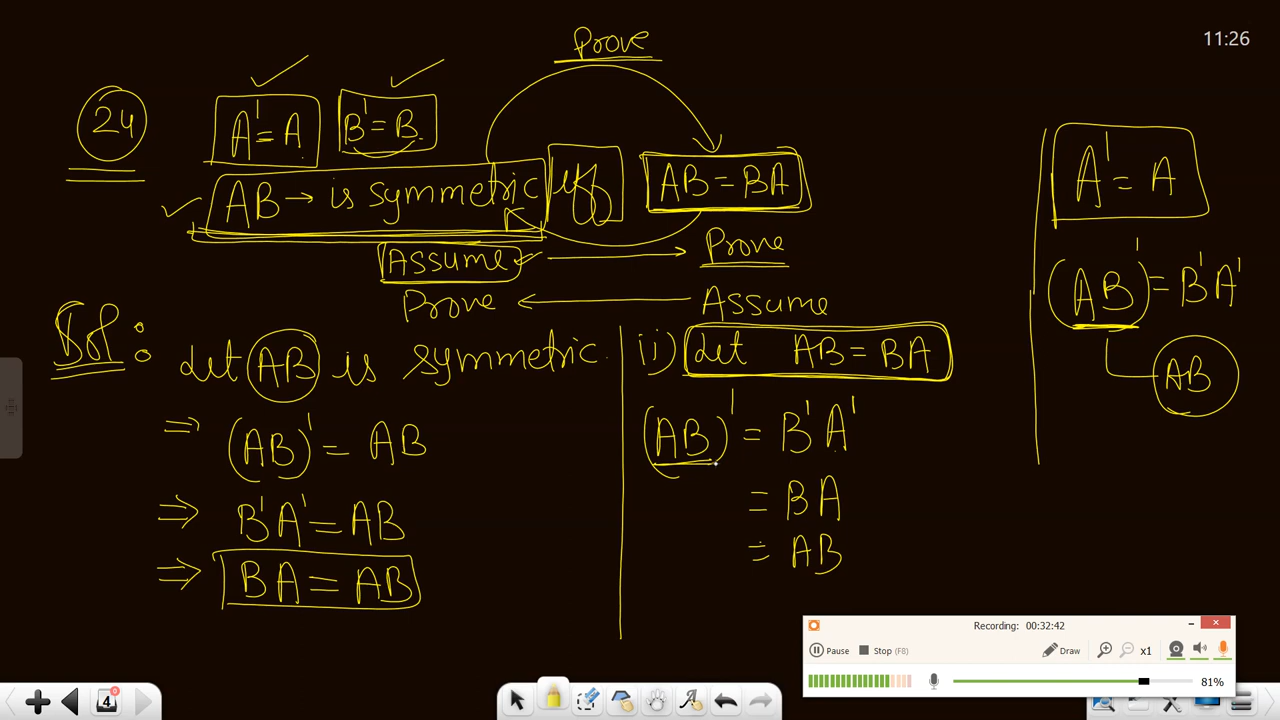 Prove
11:26
24
A' = A B' = B.
AB → is symmetric iff AB = BA
Assume → Prove
Prove ← Assume
A' = A
(AB)' = B'A'
AB
Let AB is symmetric.
⇒ (AB)' = AB
⇒ B'A' = AB
⇒ BA = AB
ii) Let AB = BA
(AB)' = B'A'
= BA
= AB
Recording: 00:32:42
Pause Stop (F8) Draw x1
81%
4 0